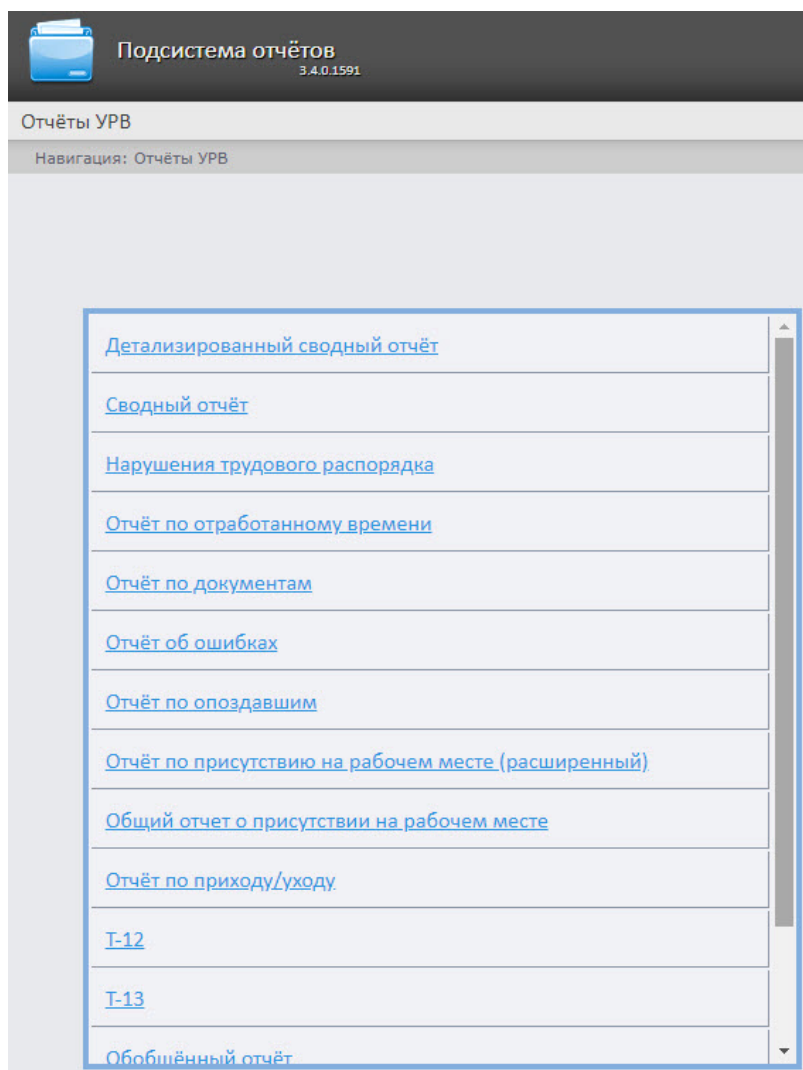 Подсистема отчётов
3.4.0.1591
Отчёты УРВ
Навигация: Отчёты УРВ
Детализированный сводный отчёт
Сводный отчёт
Нарушения трудового распорядка
Отчёт по отработанному времени
Отчёт по документам
Отчёт об ошибках
Отчёт по опоздавшим
Отчёт по присутствию на рабочем месте (расширенный)
Общий отчет о присутствии на рабочем месте
Отчёт по приходу/уходу
Т-12
Т-13
Обобщённый отчёт